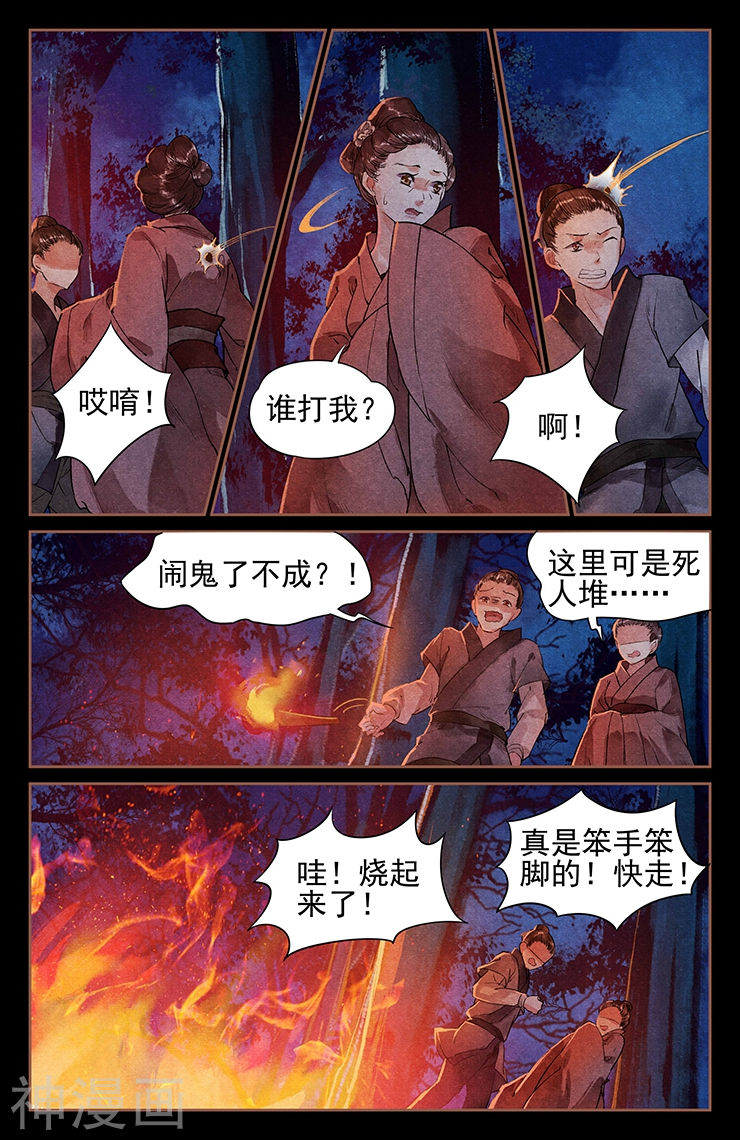 哎唷！
谁打我？
啊！
闹鬼了不成？！
这里可是死
人堆……
哇！烧起
来了！
真是笨手笨
脚的！快走！
神漫画